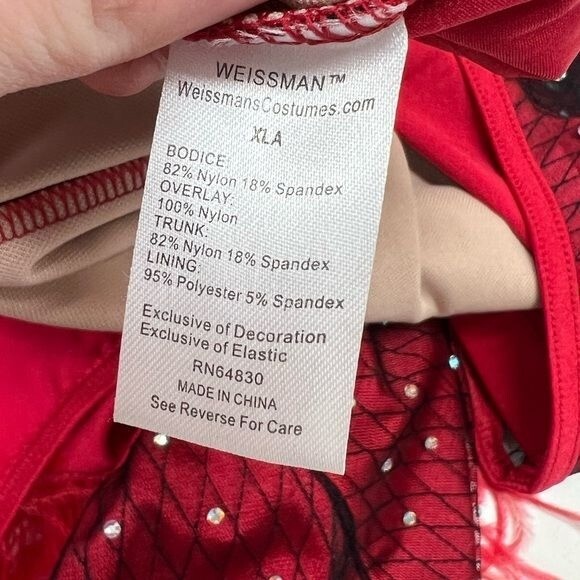 WEISSMAN™
WeissmansCostumes.com
XLA
BODICE:
82% Nylon 18% Spandex
OVERLAY:
100% Nylon
TRUNK:
82% Nylon 18% Spandex
LINING:
95% Polyester 5% Spandex
Exclusive of Decoration
Exclusive of Elastic
RN64830
MADE IN CHINA
See Reverse For Care